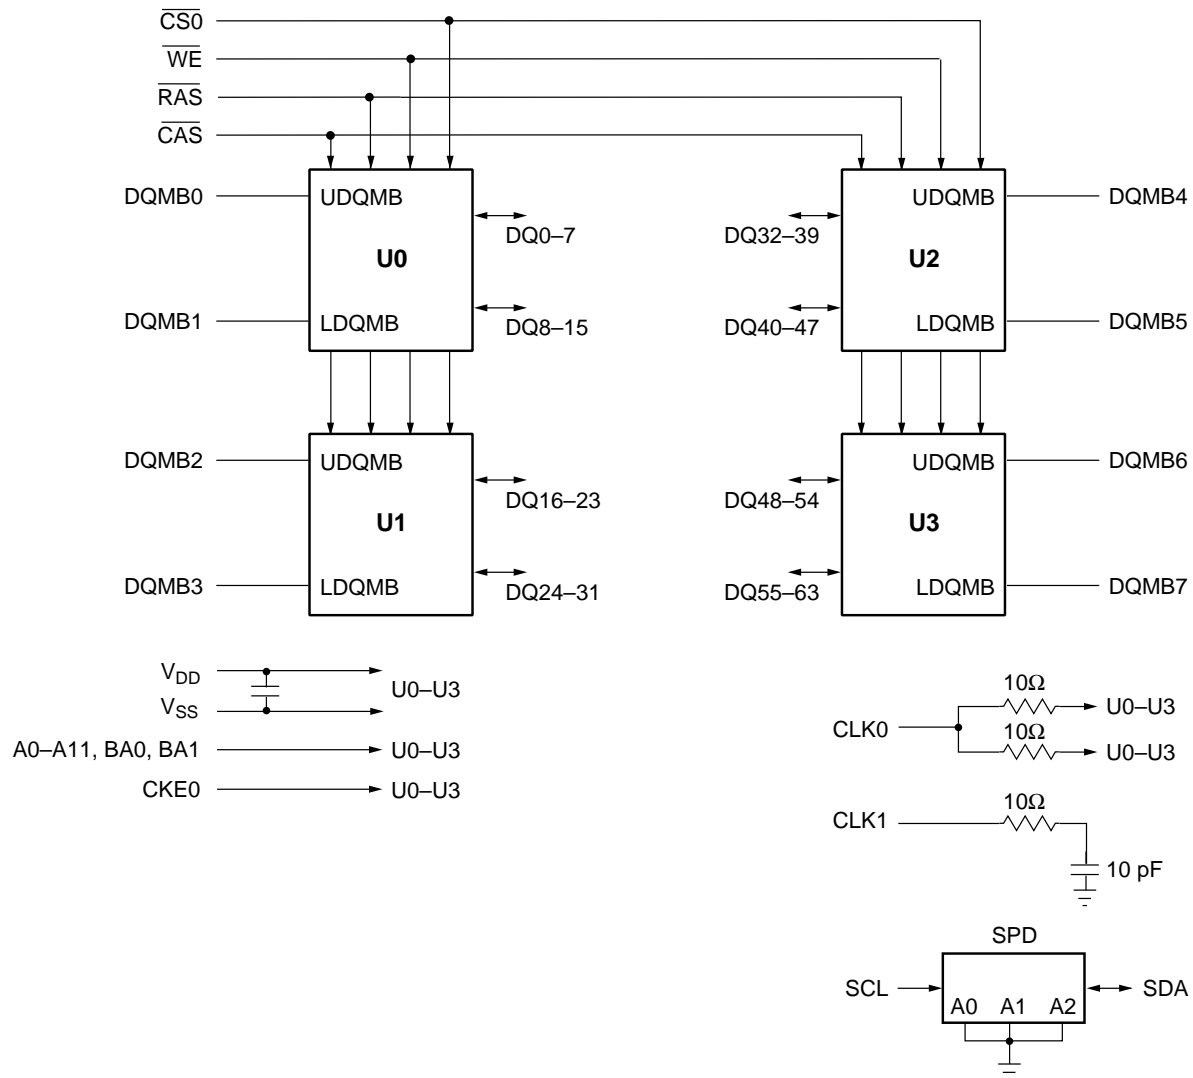 CS0
WE
RAS
CAS
DQMB0
UDQMB
DQ0–7
U0
DQMB1
LDQMB
DQ8–15
UDQMB
DQMB4
DQ32–39
U2
DQ40–47
LDQMB
DQMB5
DQMB2
UDQMB
DQ16–23
U1
DQMB3
LDQMB
DQ24–31
UDQMB
DQMB6
DQ48–54
U3
DQ55–63
LDQMB
DQMB7
VDD
VSS
U0–U3
A0–A11, BA0, BA1
U0–U3
CKE0
U0–U3
CLK0
10Ω
U0–U3
10Ω
U0–U3
CLK1
10Ω
10 pF
SPD
SCL
A0 A1 A2
SDA